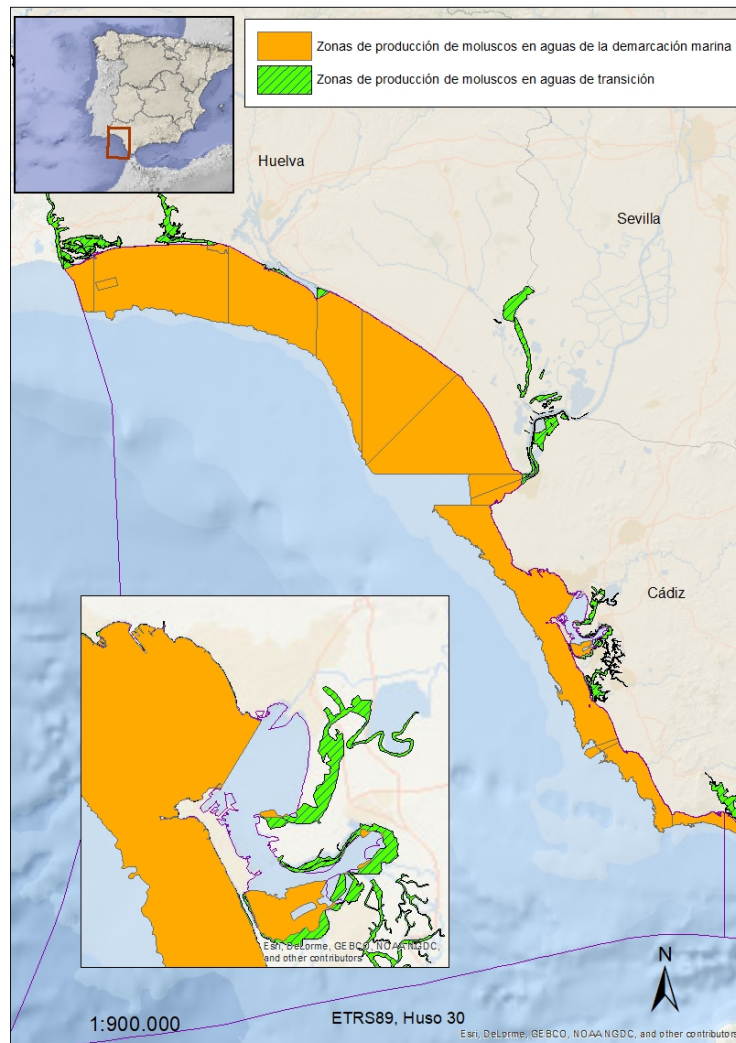 Zonas de producción de moluscos en aguas de la demarcación marina
Zonas de producción de moluscos en aguas de transición
Huelva
Sevilla
Cádiz
Esri, DeLorme, GEBCO, NOAA NGDC,
and other contributors
N
1:900.000
ETRS89, Huso 30
Esri, DeLorme, GEBCO, NOAA NGDC, and other contributors